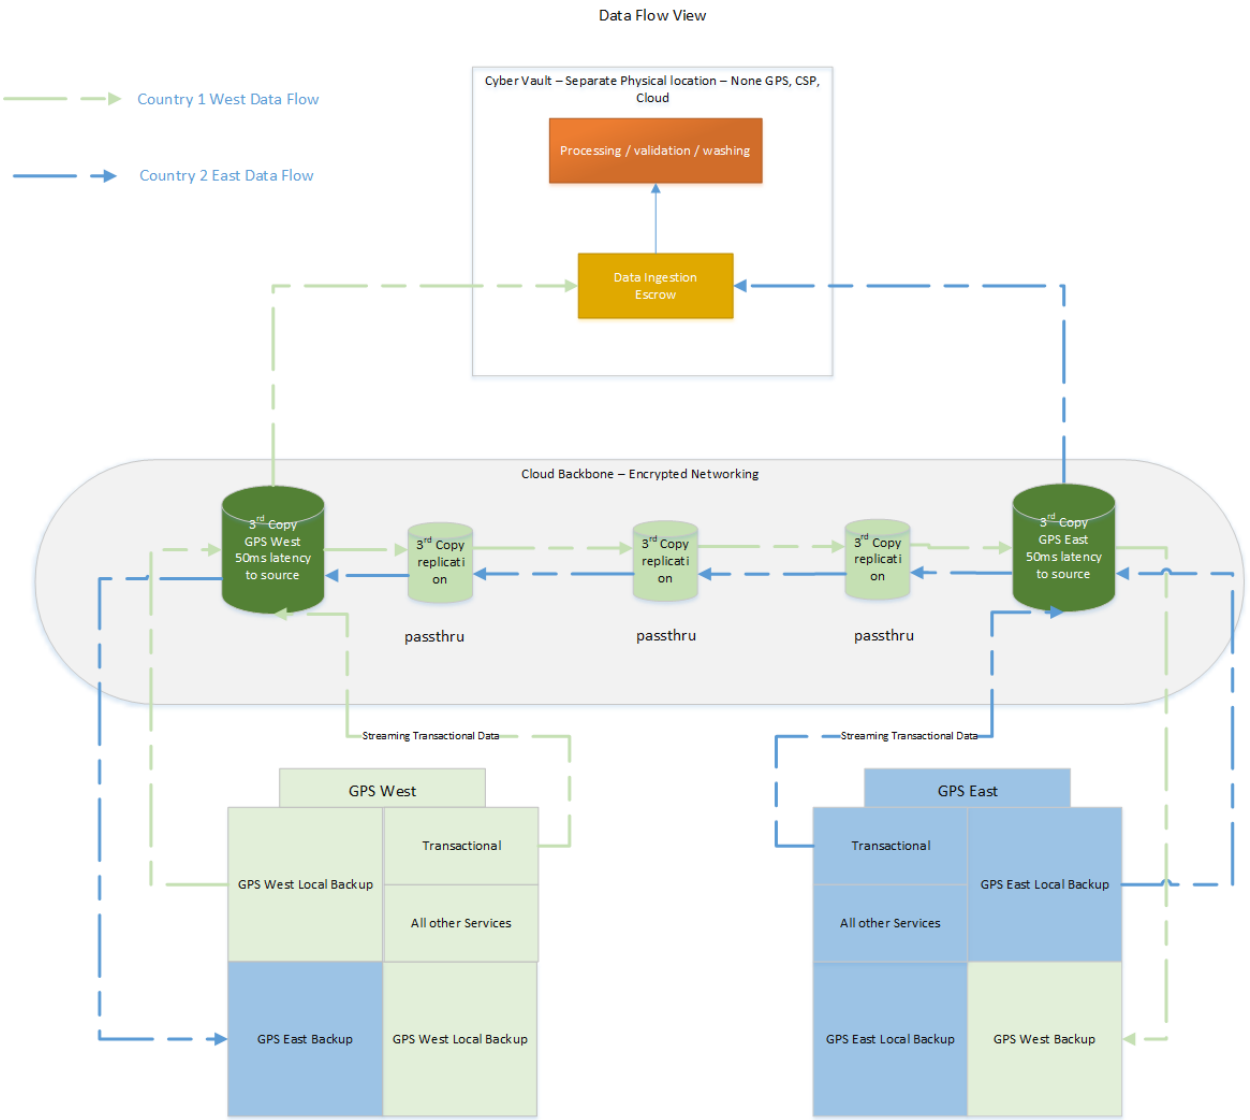 Data Flow View
Cyber Vault – Separate Physical location – None GPS, CSP,
Cloud
Country 1 West Data Flow
Processing / validation / washing
Country 2 East Data Flow
Data Ingestion
Escrow
Cloud Backbone – Encrypted Networking
3rd Copy
GPS West
50ms latency
to source
3rd Copy
replicati
on
3rd Copy
replicati
on
3rd Copy
replicati
on
3rd Copy
GPS East
50ms latency
to source
passthru
passthru
passthru
Streaming Transactional Data
Streaming Transactional Data
GPS West
GPS West Local Backup
Transactional
All other Services
GPS East Backup
GPS West Local Backup
GPS East
Transactional
GPS East Local Backup
All other Services
GPS East Local Backup
GPS West Backup